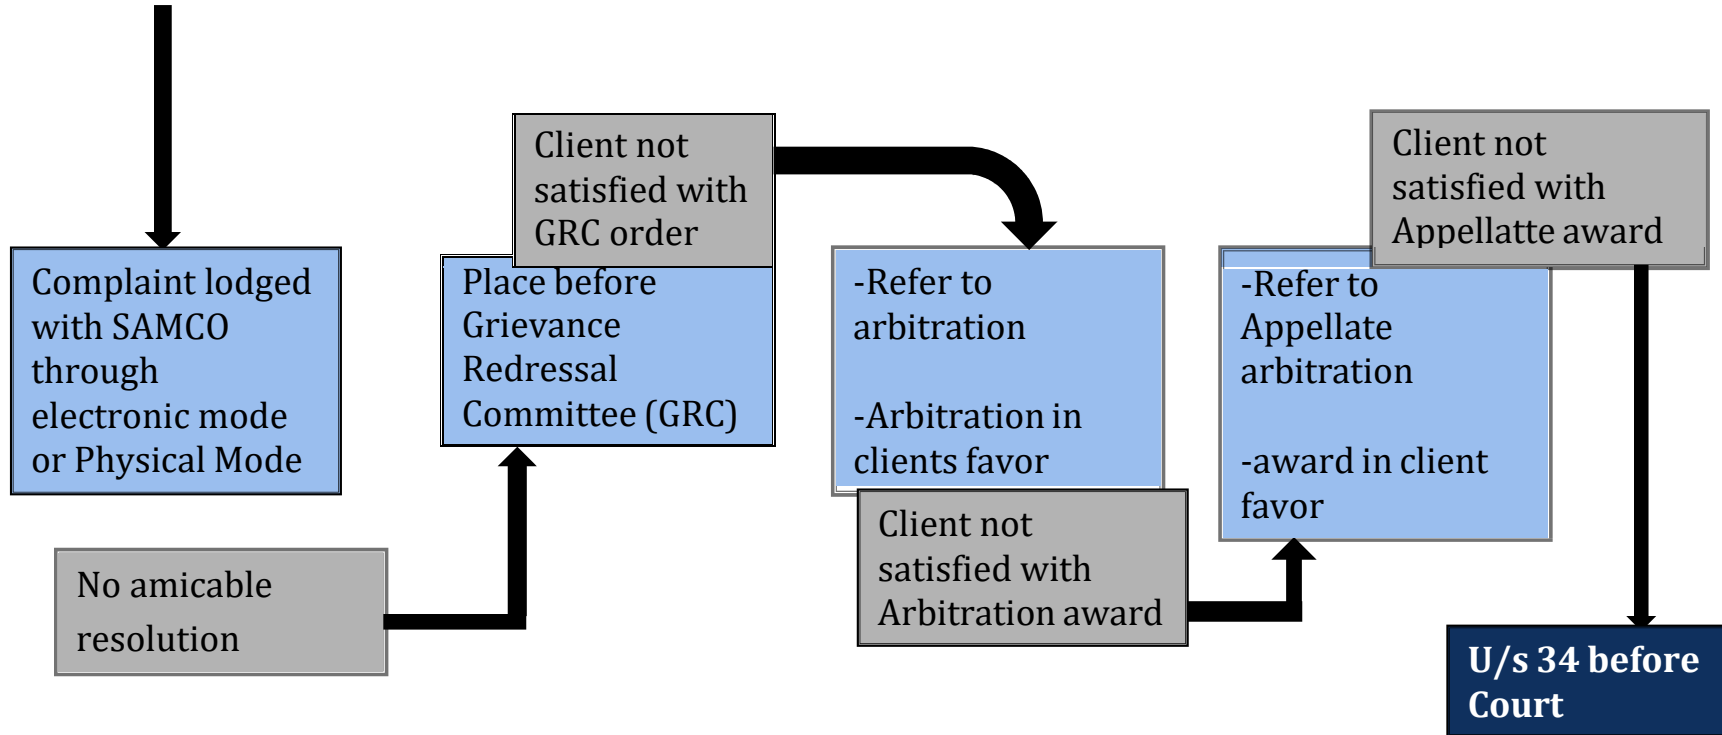 Complaint lodged
with SAMCO
through
electronic mode
or Physical Mode
No amicable
resolution
Client not
satisfied with
GRC order
Place before
Grievance
Redressal
Committee (GRC)
-Refer to
arbitration
-Arbitration in
clients favor
Client not
satisfied with
Arbitration award
-Refer to
Appellate
arbitration
-award in client
favor
Client not
satisfied with
Appellatte award
U/s 34 before
Court